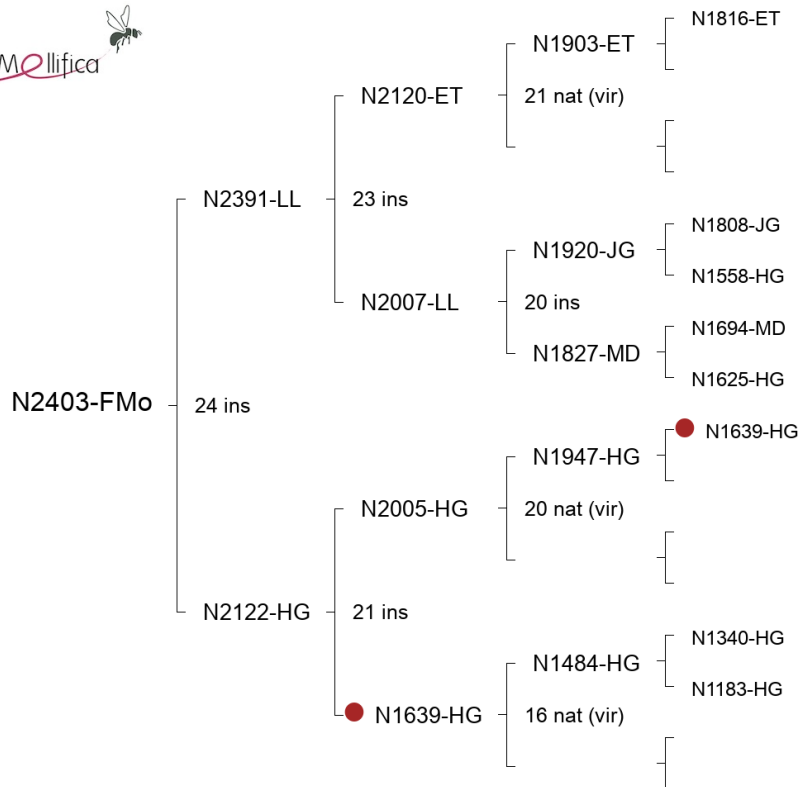 N1816-ET
N1903-ET
Mellifica
N2120-ET
21 nat (vir)
N2391-LL
23 ins
N1808-JG
N1920-JG
N1558-HG
N2007-LL
20 ins
N1694-MD
N1827-MD
N1625-HG
N2403-FMo
24 ins
N1639-HG
N1947-HG
N2005-HG
20 nat (vir)
N2122-HG
21 ins
N1340-HG
N1484-HG
N1183-HG
N1639-HG
16 nat (vir)